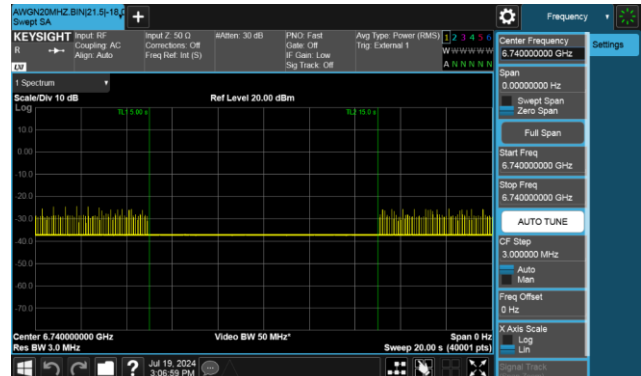 AWGN20MHZ.BIN|21.5|-18,0
Swept SA
+
Frequency
KEYSIGHT
R
Input: RF
Coupling: AC
Align: Auto
Input Z: 50 Ω
Corrections: Off
Freq Ref: Int (S)
#Atten: 30 dB
PNO: Fast
Gate: Off
IF Gain: Low
Sig Track: Off
Avg Type: Power (RMS)
Trig: External 1
1 2 3 4 5 6
W W W W W W
A N N N N N
LXI
1 Spectrum
Scale/Div 10 dB
Ref Level 20.00 dBm
Log
TL1 5.00 s
TL2 15.0 s
10.0
0.00
-10.0
-20.0
-30.0
-40.0
-50.0
-60.0
-70.0
Center 6.740000000 GHz
Video BW 50 MHz*
Span 0 Hz
Res BW 3.0 MHz
Sweep 20.00 s (40001 pts)
?
Jul 19, 2024
3:06:59 PM
Center Frequency
6.740000000 GHz
Settings
Span
0.00000000 Hz
Swept Span
Zero Span
Full Span
Start Freq
6.740000000 GHz
Stop Freq
6.740000000 GHz
AUTO TUNE
CF Step
3.000000 MHz
Auto
Man
Freq Offset
0 Hz
X Axis Scale
Log
Lin
Signal Track